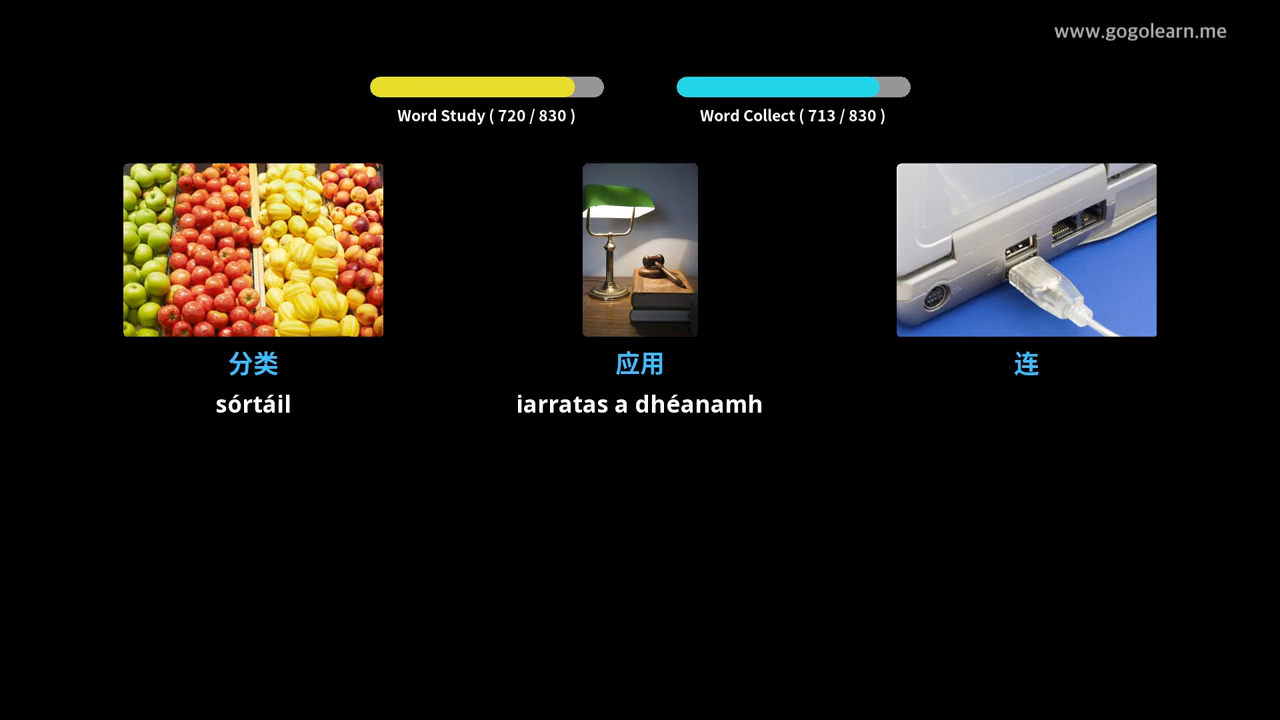 www.gogolearn.me
Word Study ( 720 / 830 )
Word Collect ( 713 / 830 )
分类
应用
连
sórtáil
iarratas a dhéanamh